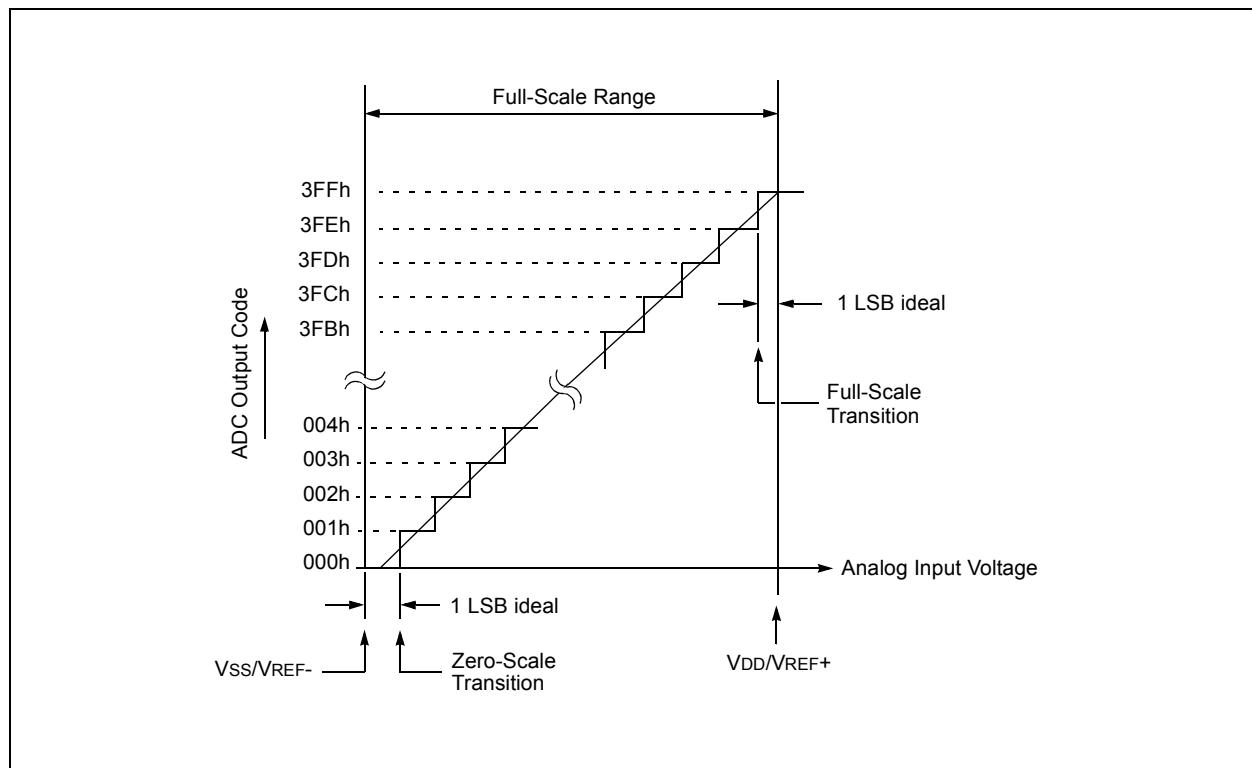 Full-Scale Range
3FFh
3FEh
3FDh
3FCh
3FBh
1 LSB ideal
ADC Output Code
Full-Scale
Transition
004h
003h
002h
001h
000h
Analog Input Voltage
1 LSB ideal
VSS/VREF-
Zero-Scale
Transition
VDD/VREF+